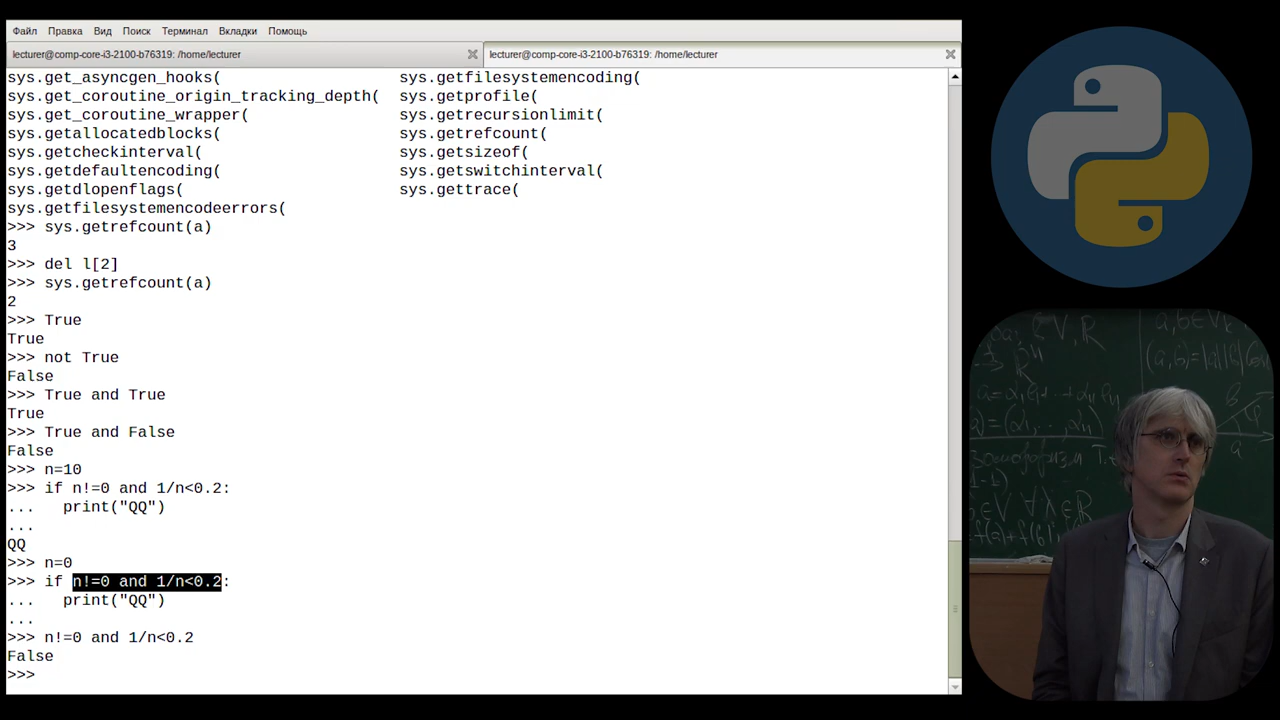 Файл Правка Вид Поиск Терминал Вкладки Помощь
lecturer@comp-core-i3-2100-b76319: /home/lecturer lecturer@comp-core-i3-2100-b76319: /home/lecturer
sys.get_asyncgen_hooks( sys.getfilesystemencoding(
sys.get_coroutine_origin_tracking_depth( sys.getprofile(
sys.get_coroutine_wrapper( sys.getrecursionlimit(
sys.getallocatedblocks( sys.getrefcount(
sys.getcheckinterval( sys.getsizeof(
sys.getdefaultencoding( sys.getswitchinterval(
sys.getdlopenflags( sys.gettrace(
sys.getfilesystemencodeerrors(
>>> sys.getrefcount(a)
3
>>> del l[2]
>>> sys.getrefcount(a)
2
>>> True
True
>>> not True
False
>>> True and True
True
>>> True and False
False
>>> n=10
>>> if n!=0 and 1/n<0.2:
...   print("QQ")
...
QQ
>>> n=0
>>> if n!=0 and 1/n<0.2:
...   print("QQ")
...
>>> n!=0 and 1/n<0.2
False
>>>